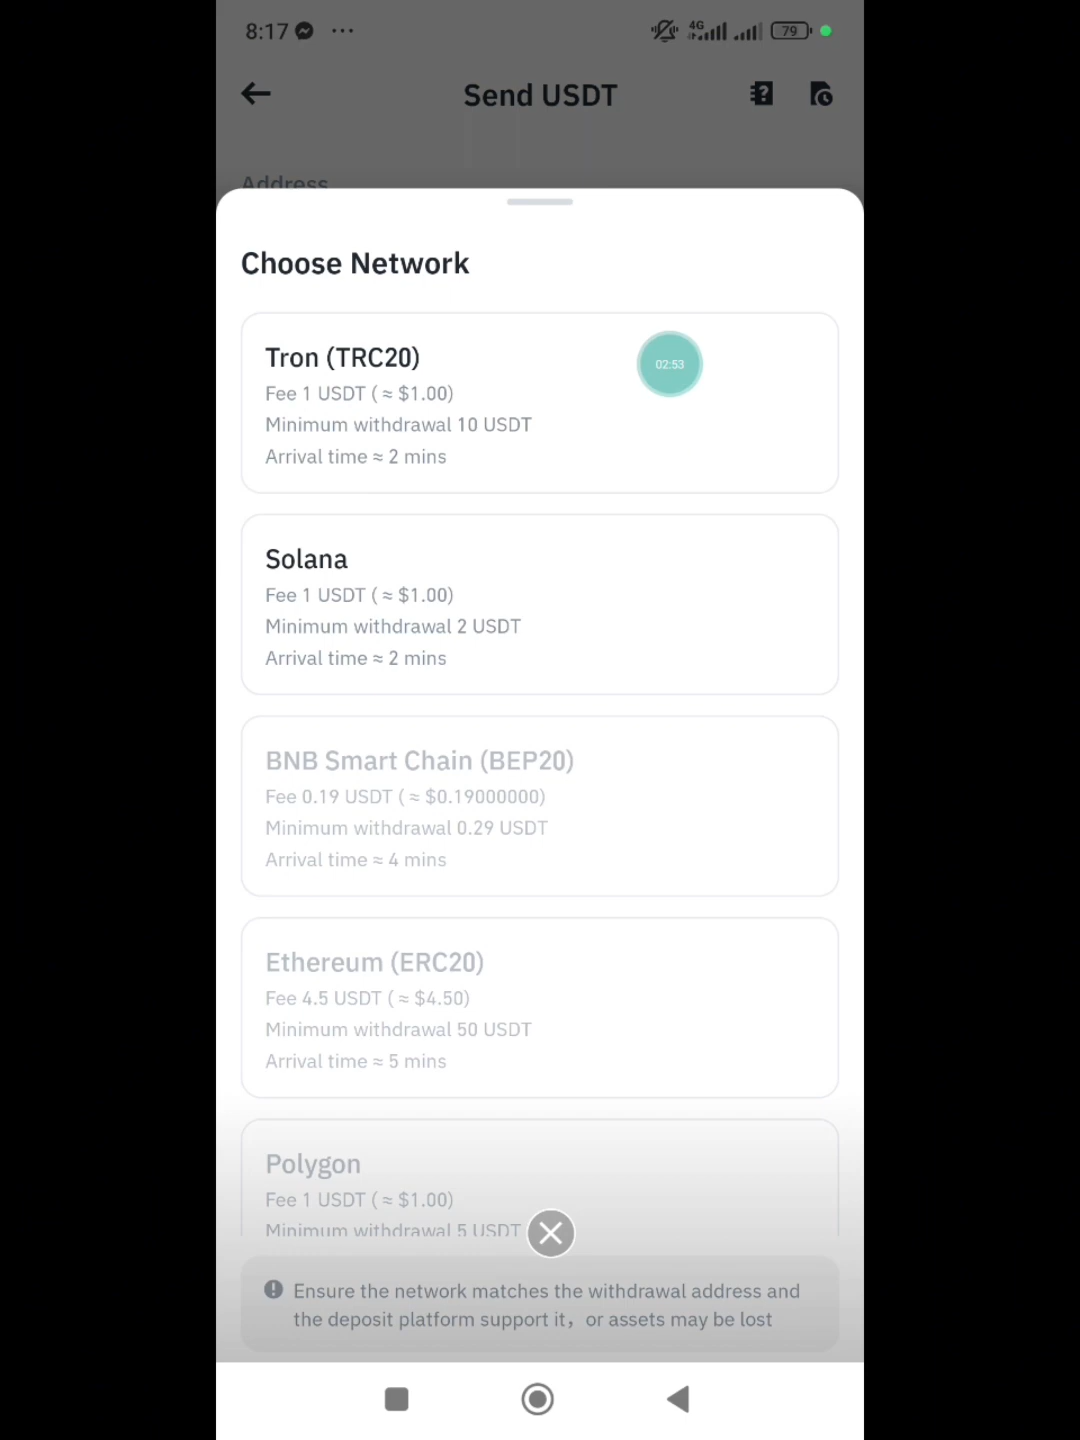 8:17
4G
79
Send USDT
Address
Choose Network
Tron (TRC20)
02:53
Fee 1 USDT ( ≈ $1.00)
Minimum withdrawal 10 USDT
Arrival time ≈ 2 mins
Solana
Fee 1 USDT ( ≈ $1.00)
Minimum withdrawal 2 USDT
Arrival time ≈ 2 mins
BNB Smart Chain (BEP20)
Fee 0.19 USDT ( ≈ $0.19000000)
Minimum withdrawal 0.29 USDT
Arrival time ≈ 4 mins
Ethereum (ERC20)
Fee 4.5 USDT ( ≈ $4.50)
Minimum withdrawal 50 USDT
Arrival time ≈ 5 mins
Polygon
Fee 1 USDT ( ≈ $1.00)
Minimum withdrawal 5 USDT
Ensure the network matches the withdrawal address and
the deposit platform support it，or assets may be lost